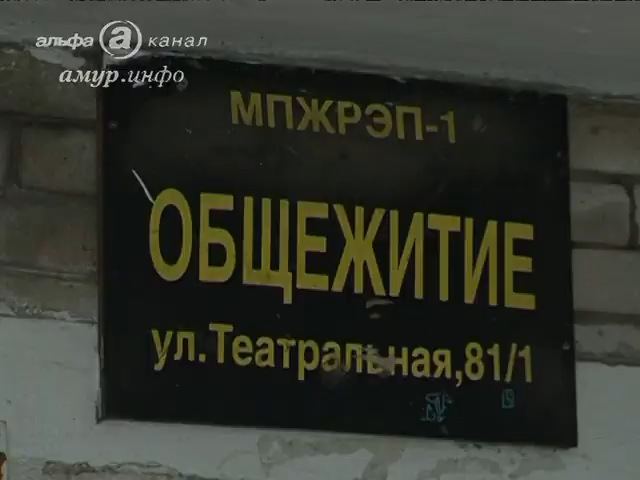 альфа а канал
амур.инфо
МПЖРЭП-1
ОБЩЕЖИТИЕ
ул.Театральная,81/1